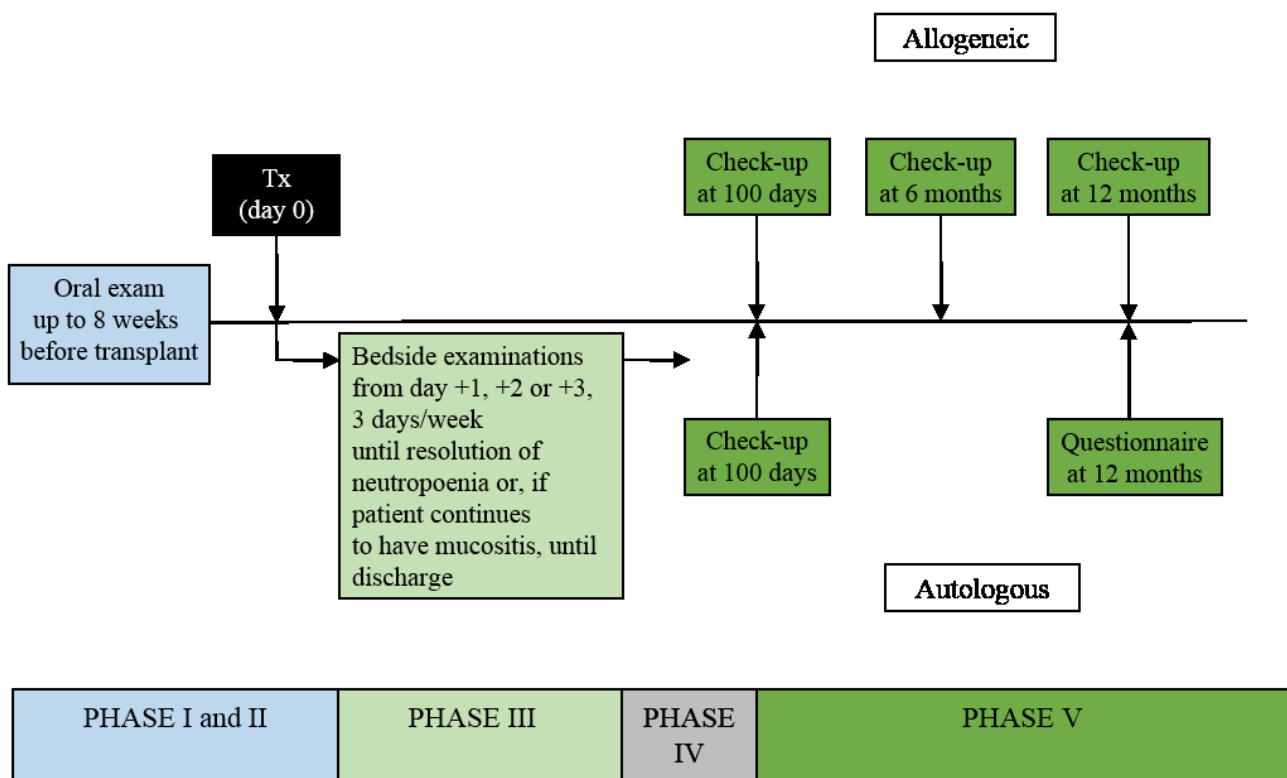 Allogeneic
Tx
(day 0)
Check-up
at 100 days
Check-up
at 6 months
Check-up
at 12 months
Oral exam
up to 8 weeks
before transplant
Bedside examinations
from day +1, +2 or +3,
3 days/week
until resolution of
neutropoenia or, if
patient continues
to have mucositis, until
discharge
Check-up
at 100 days
Questionnaire
at 12 months
Autologous
PHASE I and II
PHASE III
PHASE
IV
PHASE V